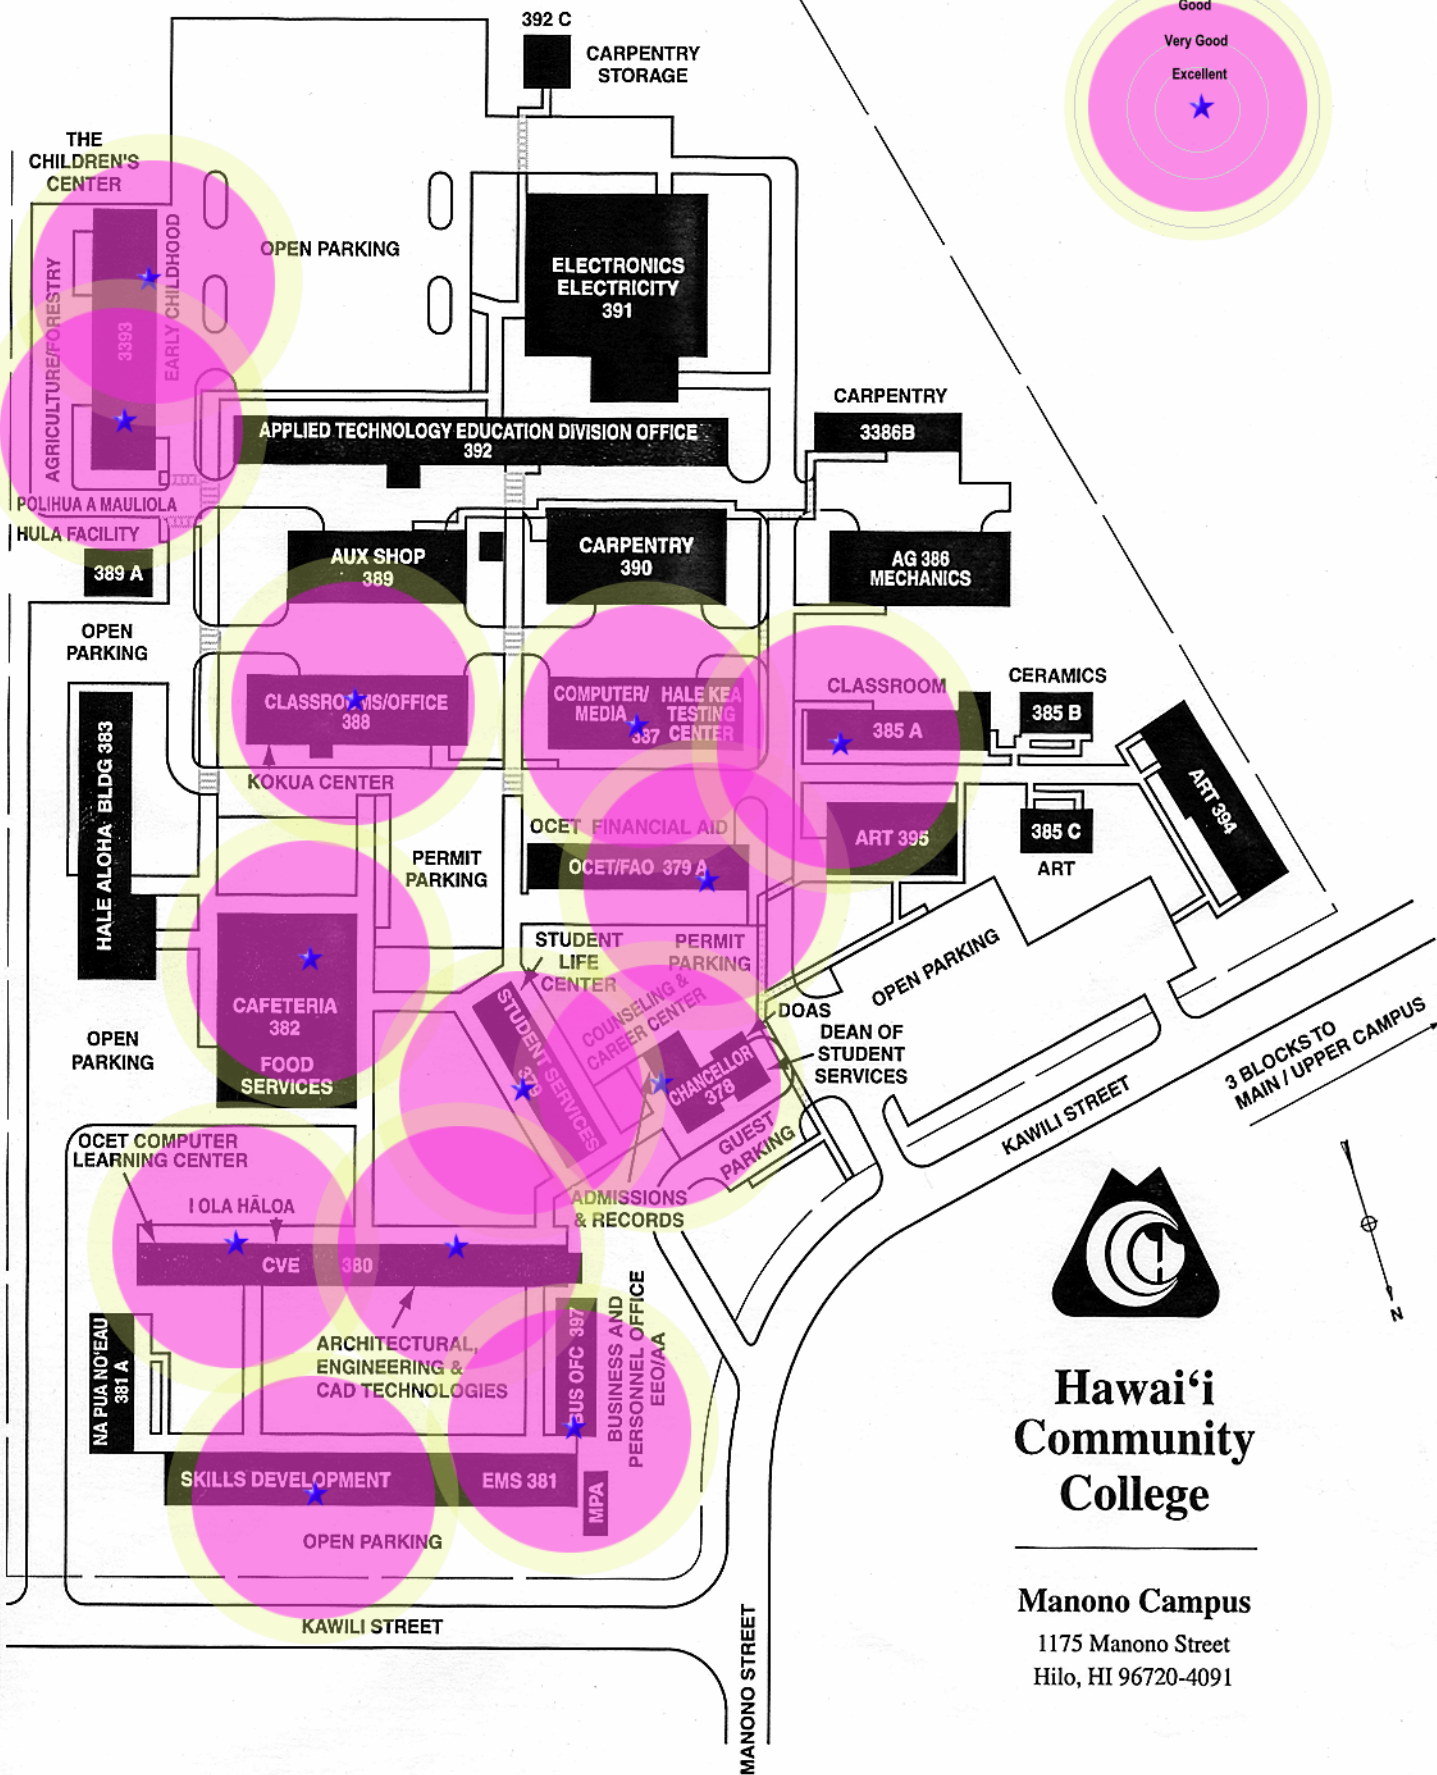 Good
Very Good
Excellent
392 C
CARPENTRY
STORAGE
THE
CHILDREN'S
CENTER
AGRICULTURE/FORESTRY
3393
EARLY CHILDHOOD
OPEN PARKING
ELECTRONICS
ELECTRICITY
391
CARPENTRY
3386B
APPLIED TECHNOLOGY EDUCATION DIVISION OFFICE
392
POLIHUA A MAULIOLA
HULA FACILITY
389 A
AUX SHOP
389
CARPENTRY
390
AG 386
MECHANICS
OPEN
PARKING
CLASSROOMS/OFFICE
388
KOKUA CENTER
COMPUTER/
MEDIA
387
HALE KEA
TESTING
CENTER
CLASSROOM
385 A
CERAMICS
385 B
HALE ALOHA BLDG 383
ART 394
ART 395
385 C
ART
OCET FINANCIAL AID
OCET/FAO 379 A
PERMIT
PARKING
STUDENT
LIFE
CENTER
PERMIT
PARKING
OPEN PARKING
CAFETERIA
382
FOOD
SERVICES
OPEN
PARKING
STUDENT SERVICES
379
COUNSELING &
CAREER CENTER
CHANCELLOR
378
DOAS
DEAN OF
STUDENT
SERVICES
GUEST
PARKING
ADMISSIONS
& RECORDS
3 BLOCKS TO
MAIN / UPPER CAMPUS
KAWILI STREET
OCET COMPUTER
LEARNING CENTER
I OLA HĀLOA
CVE 380
ARCHITECTURAL,
ENGINEERING &
CAD TECHNOLOGIES
NA PUA NO'EAU
381 A
BUS OFC 397
BUSINESS AND
PERSONNEL OFFICE
EEO/AA
SKILLS DEVELOPMENT
EMS 381
MPA
OPEN PARKING
KAWILI STREET
MANONO STREET
N
Hawai‘i
Community
College
Manono Campus
1175 Manono Street
Hilo, HI 96720-4091